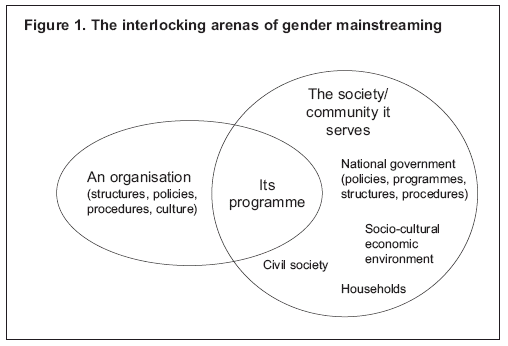 Figure 1. The interlocking arenas of gender mainstreaming
The society/
community it
serves
An organisation
(structures, policies,
procedures, culture)
Its
programme
National government
(policies, programmes,
structures, procedures)
Socio-cultural
economic
environment
Civil society
Households